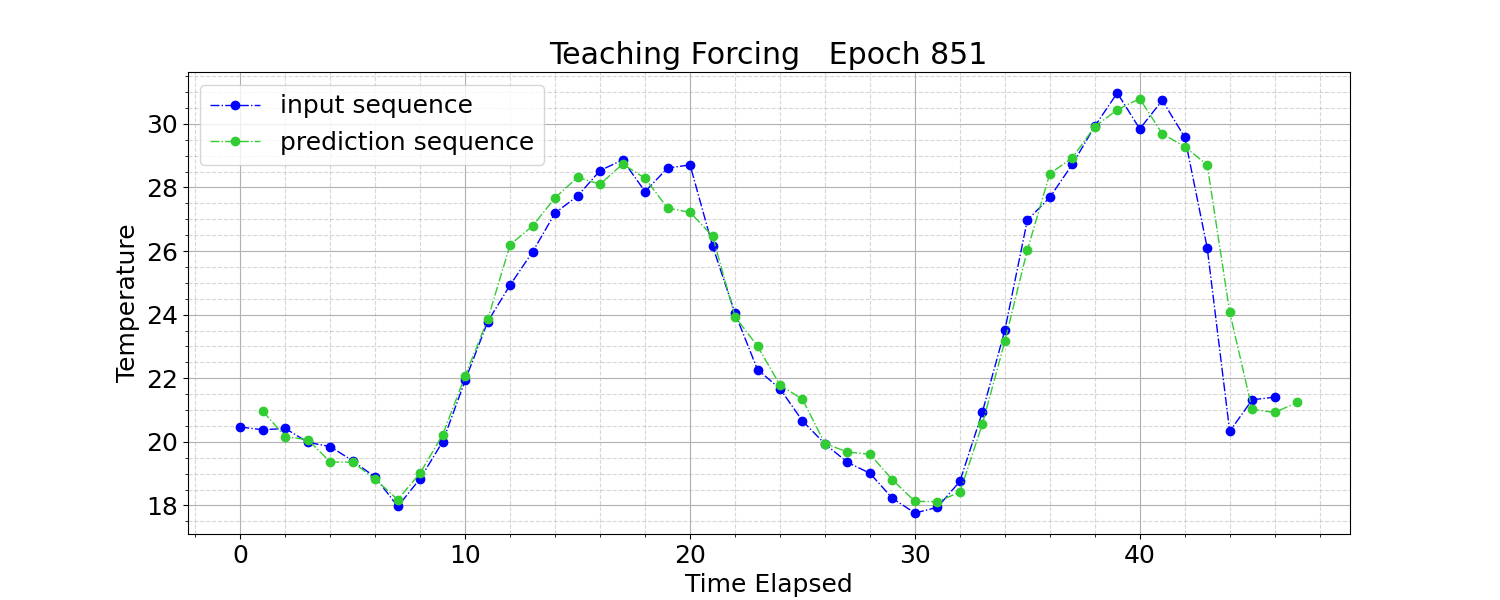 Teaching Forcing   Epoch 851
input sequence
prediction sequence
Temperature
30
28
26
24
22
20
18
0 10 20 30 40
Time Elapsed